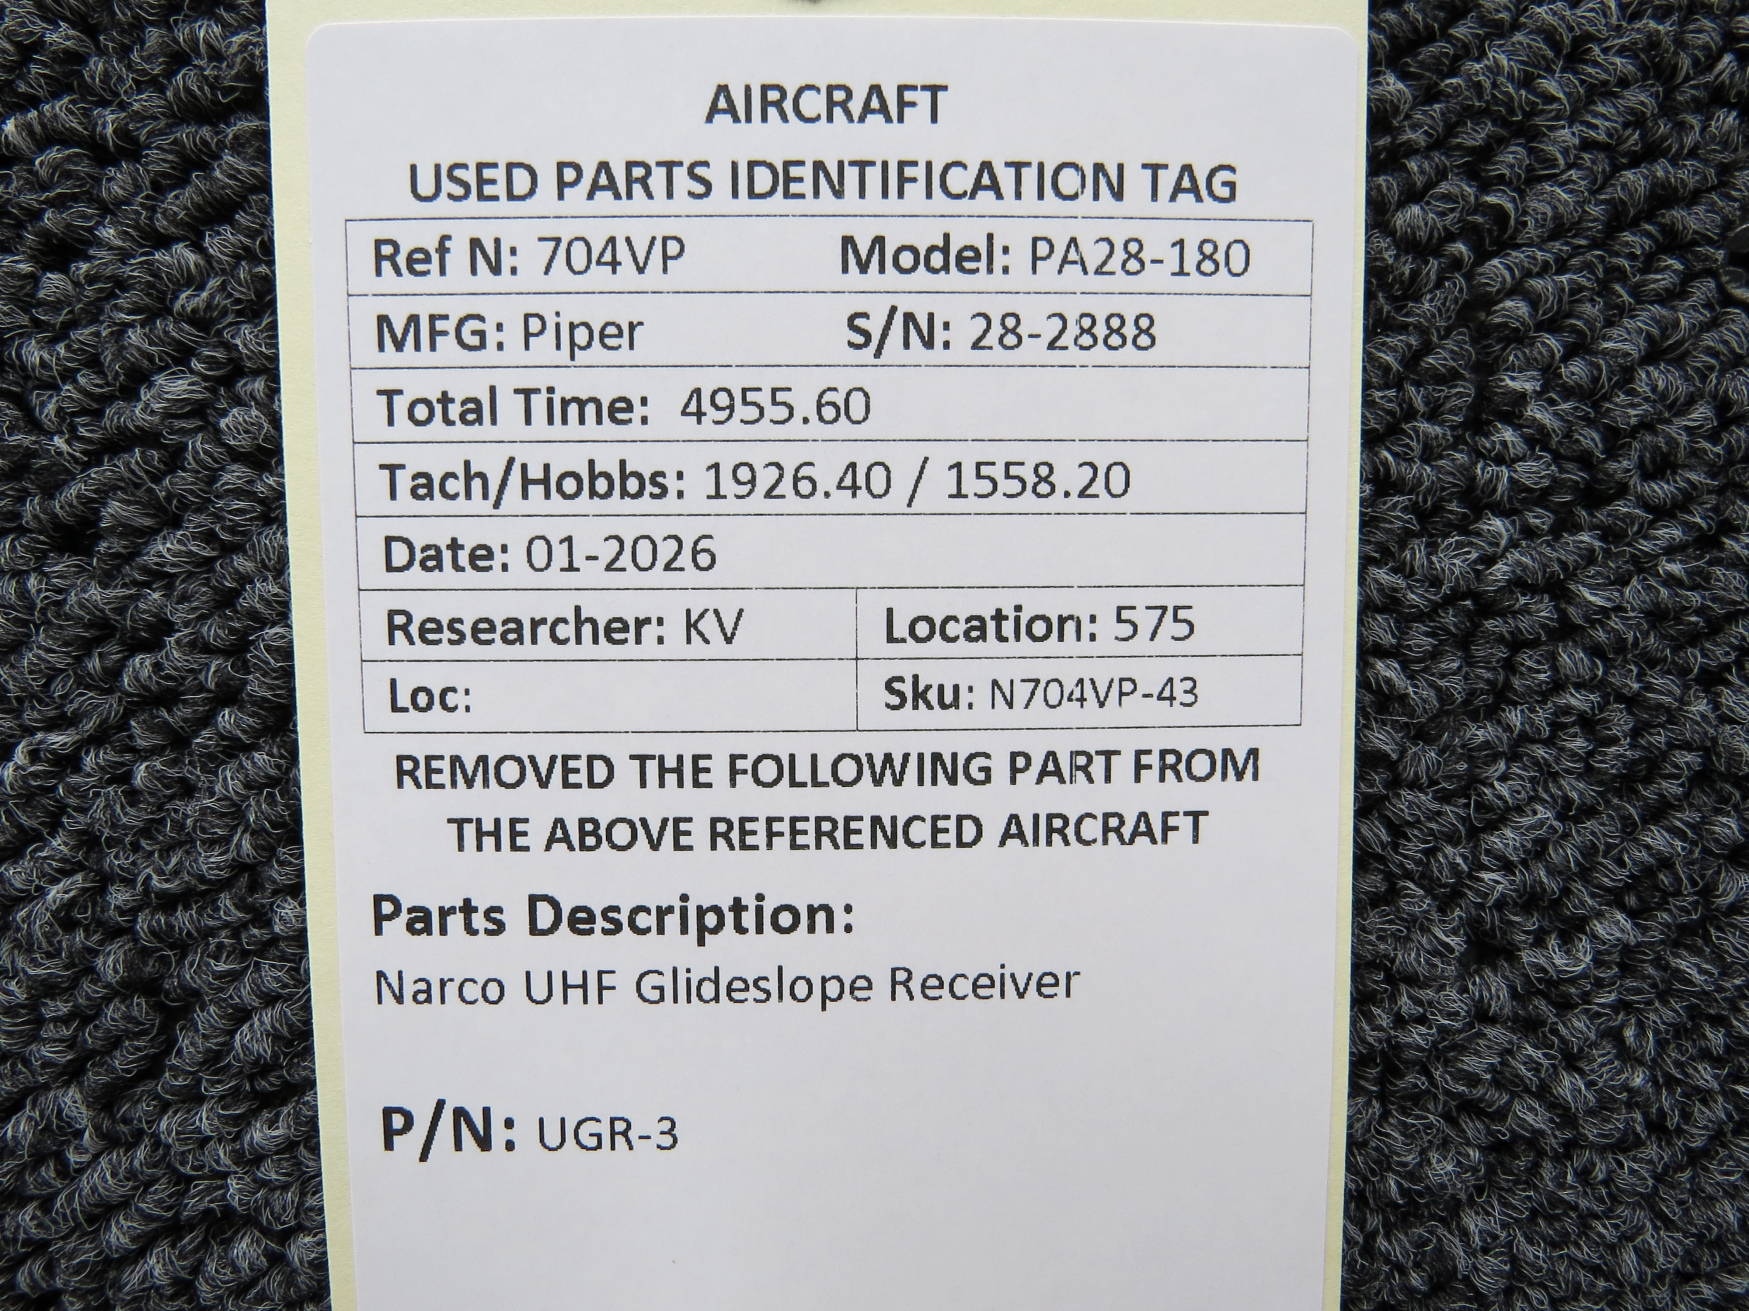 AIRCRAFT
USED PARTS IDENTIFICATION TAG
Ref N: 704VP Model: PA28-180
MFG: Piper S/N: 28-2888
Total Time: 4955.60
Tach/Hobbs: 1926.40 / 1558.20
Date: 01-2026
Researcher: KV Location: 575
Loc: Sku: N704VP-43
REMOVED THE FOLLOWING PART FROM
THE ABOVE REFERENCED AIRCRAFT
Parts Description:
Narco UHF Glideslope Receiver
P/N: UGR-3